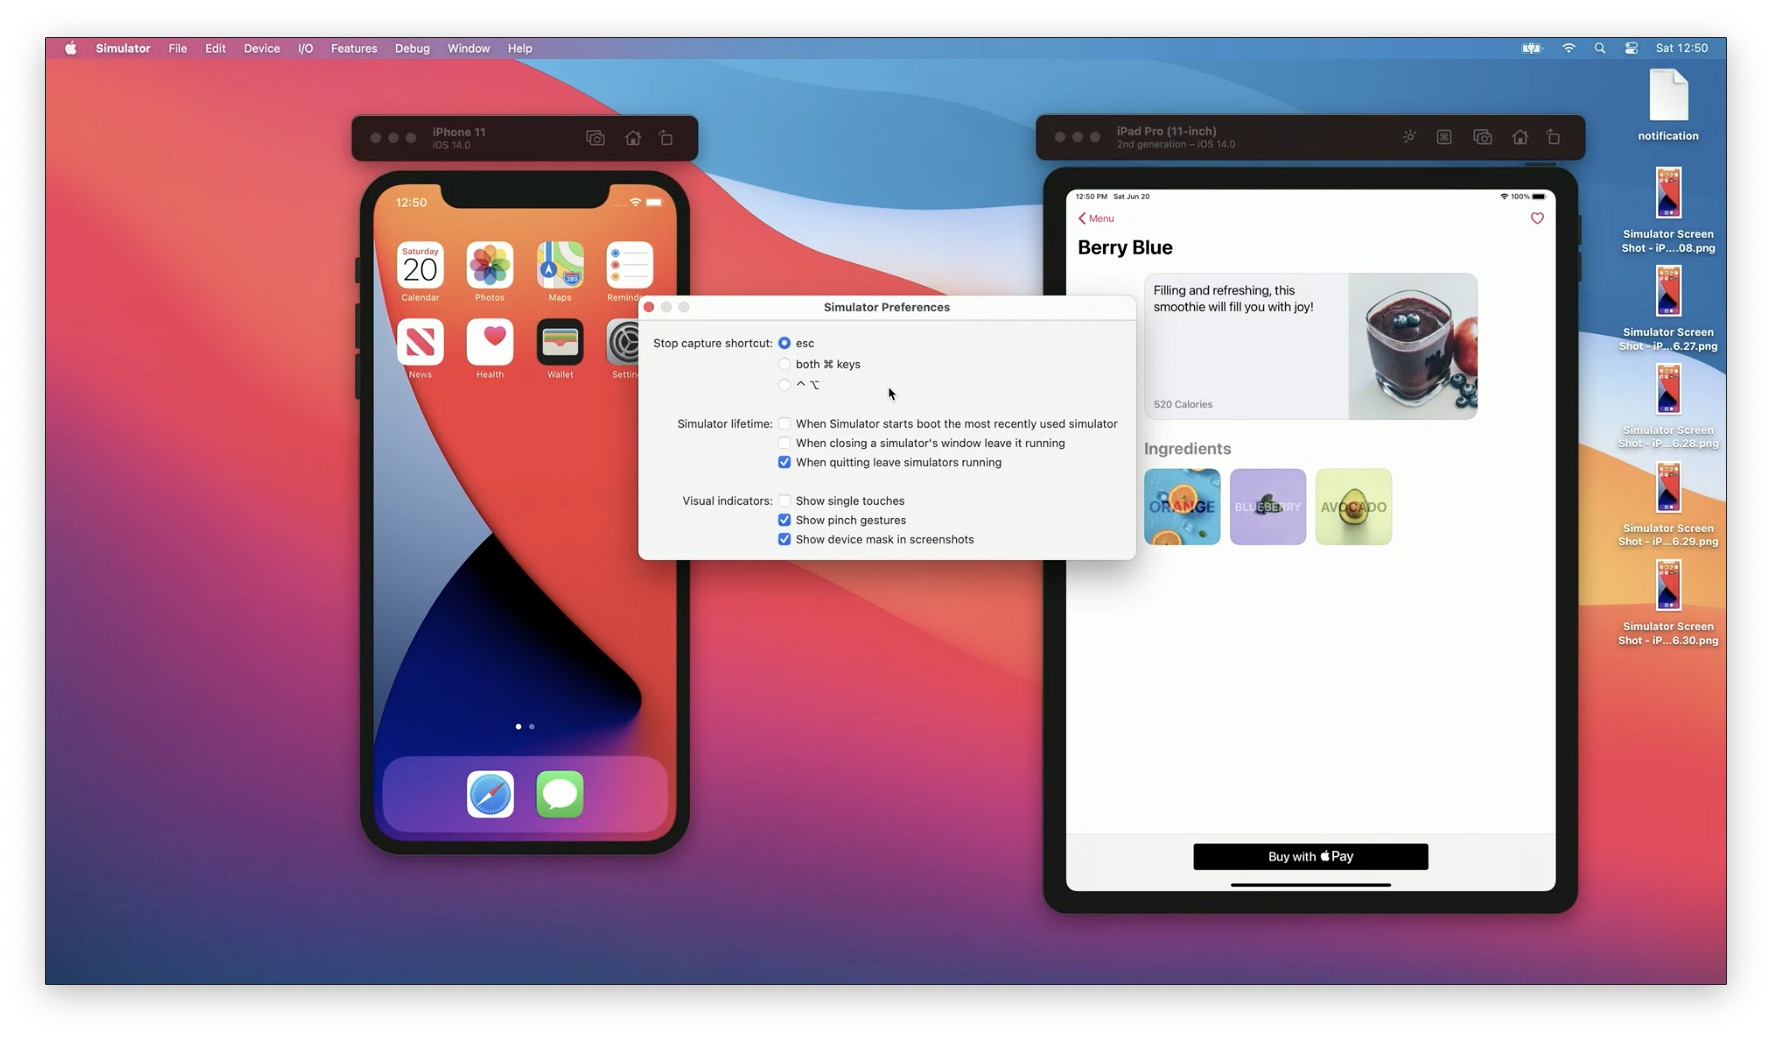 Simulator File Edit Device I/O Features Debug Window Help
Sat 12:50
notification
Simulator Screen
Shot - iP....08.png
Simulator Screen
Shot - iP...6.27.png
Simulator Screen
Shot - iP...6.28.png
Simulator Screen
Shot - iP...6.29.png
Simulator Screen
Shot - iP...6.30.png
iPhone 11
iOS 14.0
12:50
Saturday
20
Calendar
Photos
280
Maps
News
Health
Wallet
Simulator Preferences
Stop capture shortcut: esc
both ⌘ keys
^ ⌥
Simulator lifetime: When Simulator starts boot the most recently used simulator
When closing a simulator's window leave it running
When quitting leave simulators running
Visual indicators: Show single touches
Show pinch gestures
Show device mask in screenshots
iPad Pro (11-inch)
2nd generation – iOS 14.0
12:50 PM Sat Jun 20
100%
Menu
Berry Blue
Filling and refreshing, this
smoothie will fill you with joy!
520 Calories
Ingredients
ORANGE
BLUEBERRY
AVOCADO
Buy with Pay